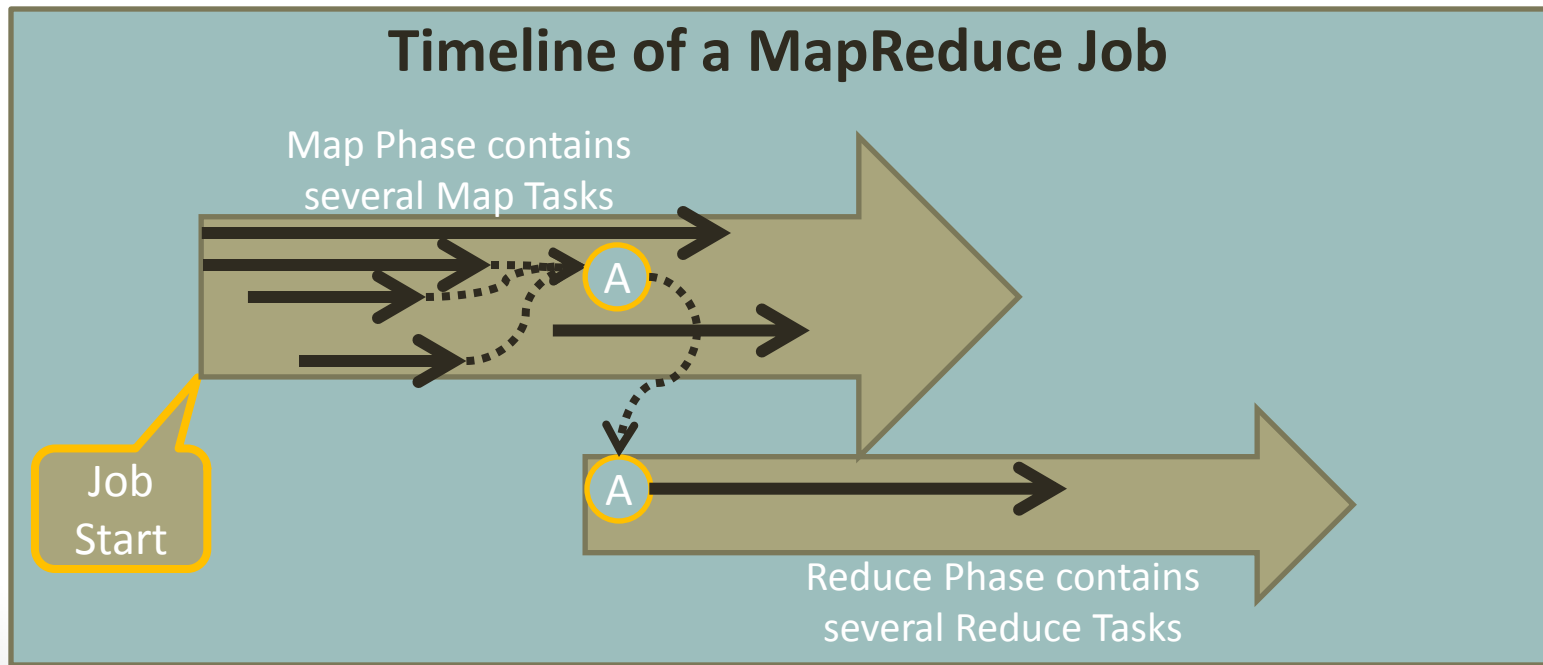 Timeline of a MapReduce Job
Map Phase contains
several Map Tasks
A
Job
Start
A
Reduce Phase contains
several Reduce Tasks